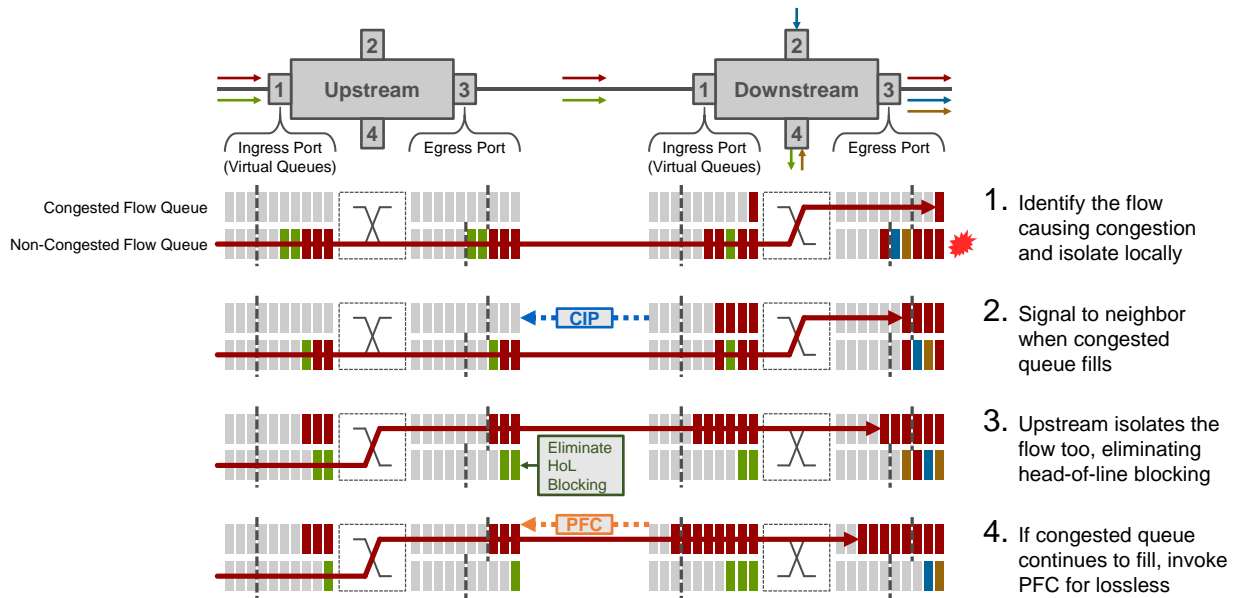 2
2
1
Upstream
3
1
Downstream
3
4
4
Ingress Port
(Virtual Queues)
Egress Port
Ingress Port
(Virtual Queues)
Egress Port
Congested Flow Queue
Non-Congested Flow Queue
1. Identify the flow
causing congestion
and isolate locally
CIP
2. Signal to neighbor
when congested
queue fills
Eliminate
HoL
Blocking
3. Upstream isolates the
flow too, eliminating
head-of-line blocking
PFC
4. If congested queue
continues to fill, invoke
PFC for lossless